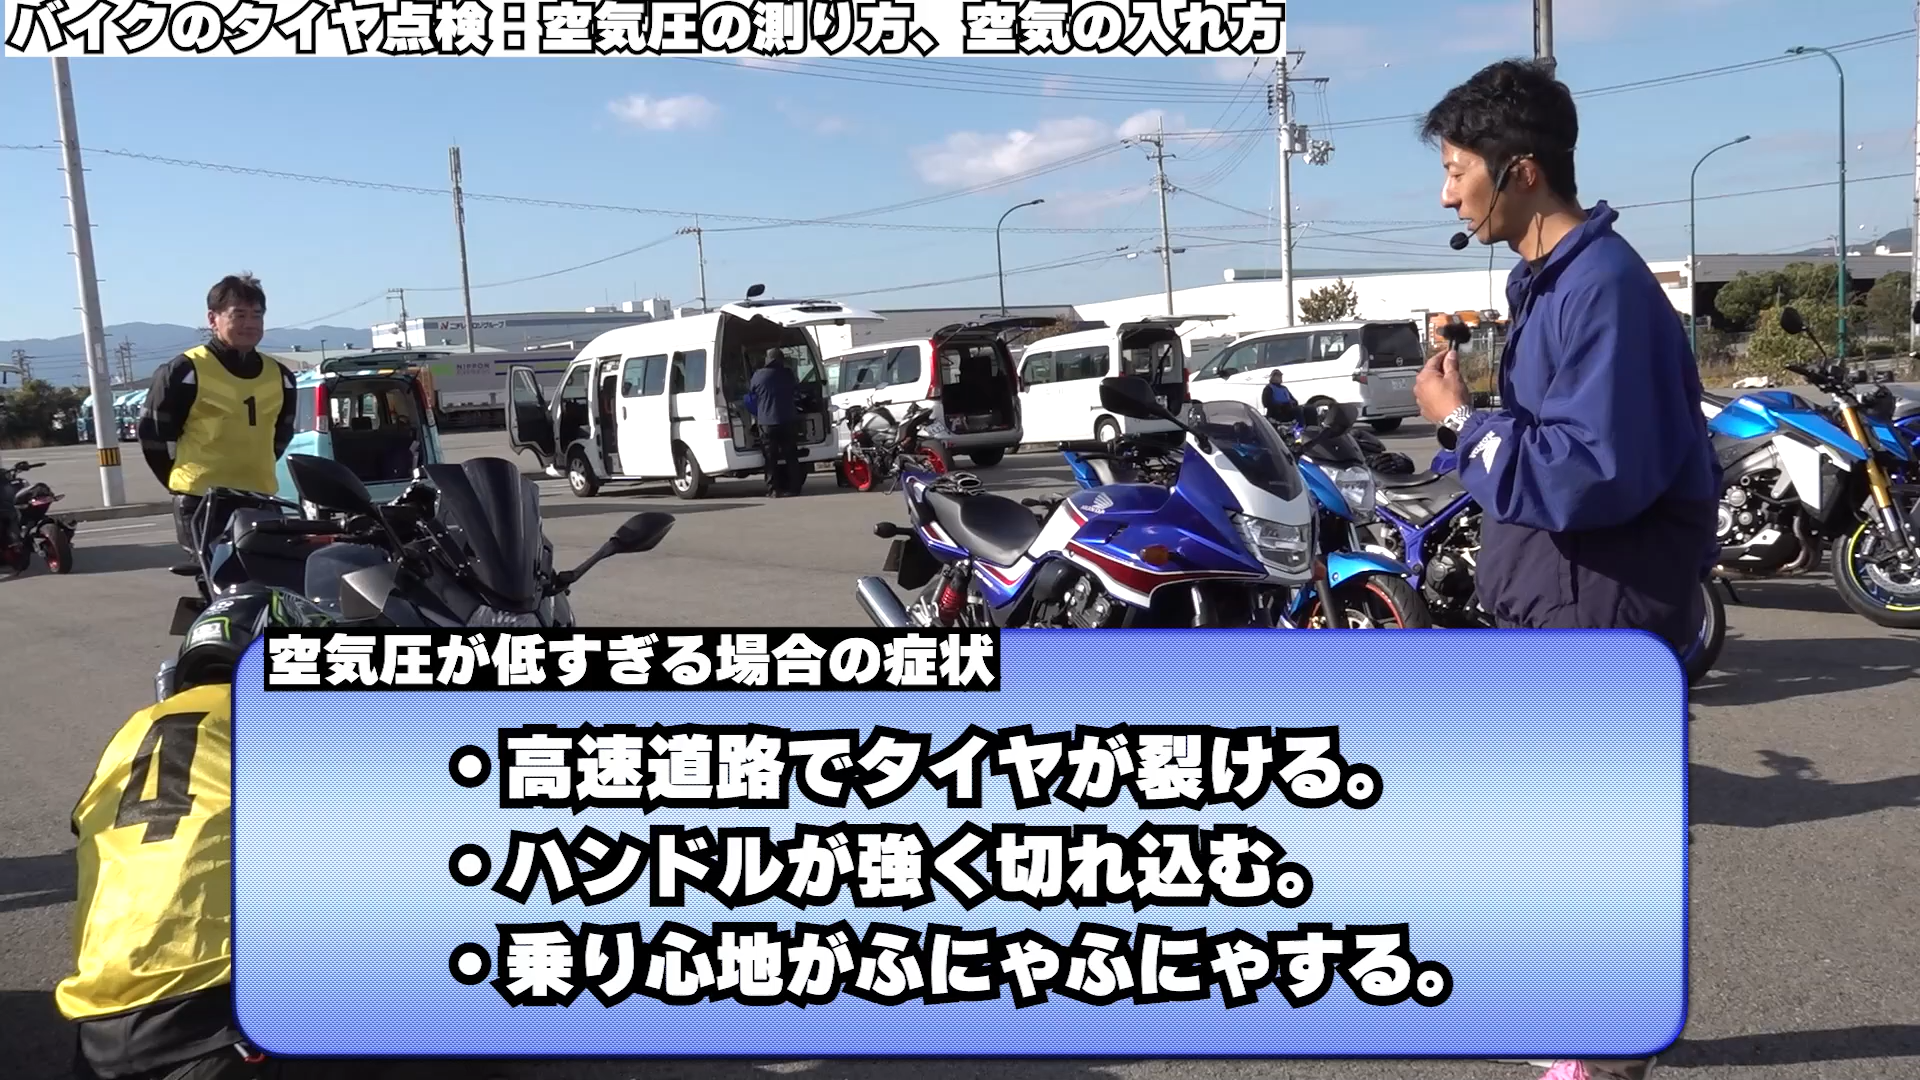 バイクのタイヤ点検：空気圧の測り方、空気の入れ方
1
NIPPON
HONDA
4
空気圧が低すぎる場合の症状
・高速道路でタイヤが裂ける。
・ハンドルが強く切れ込む。
・乗り心地がふにゃふにゃする。